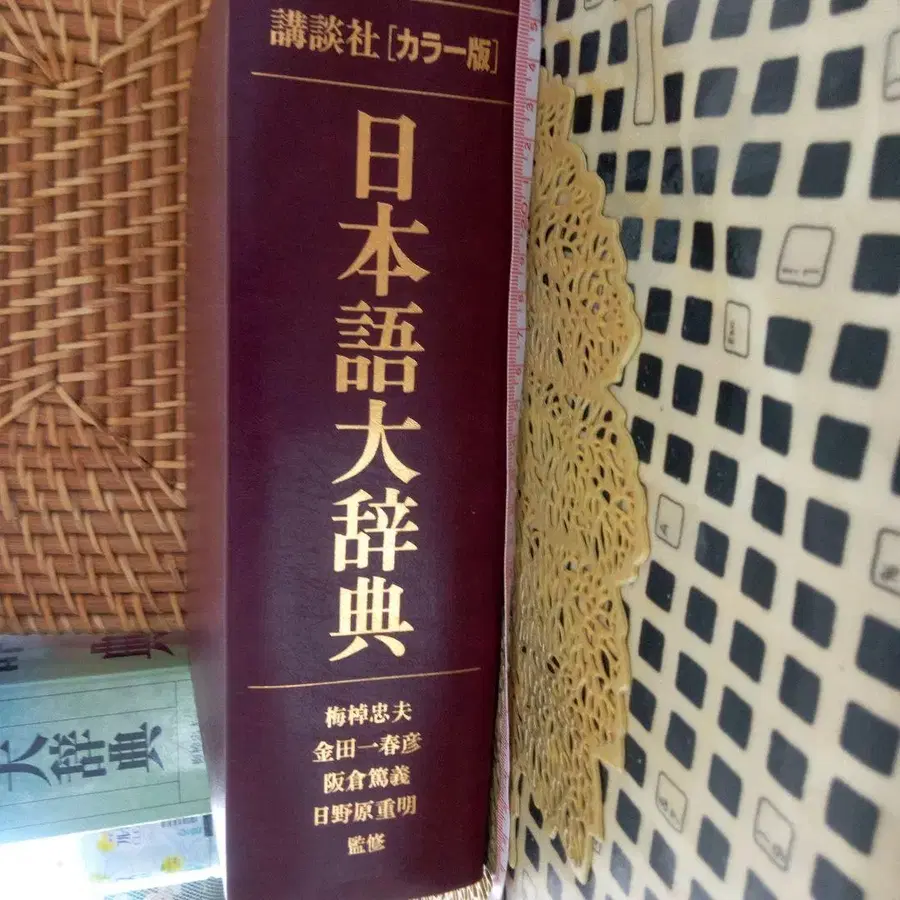 講談社［カラー版］
日本語大辞典
梅棹忠夫
金田一春彦
阪倉篤義
日野原重明
監修
大辞典
典